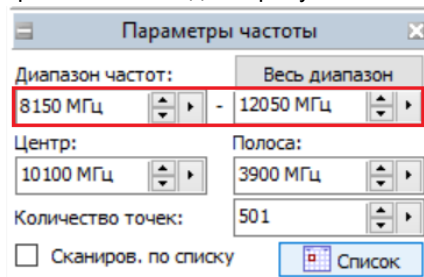 Параметры частоты
Диапазон частот: Весь диапазон
8150 МГц - 12050 МГц
Центр: Полоса:
10100 МГц 3900 МГц
Количество точек: 501
Сканиров. по списку Список